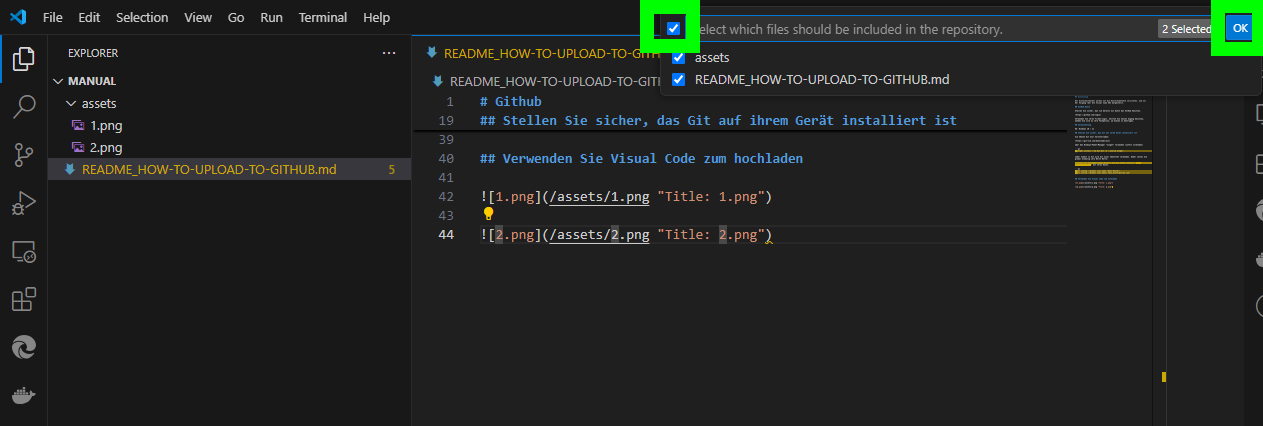 File Edit Selection View Go Run Terminal Help
elect which files should be included in the repository.
2 Selected
OK
assets
README_HOW-TO-UPLOAD-TO-GITHUB.md
EXPLORER
MANUAL
assets
1.png
2.png
README_HOW-TO-UPLOAD-TO-GITHUB.md 5
README_HOW-TO-UPLOAD-TO-GITH
README_HOW-TO-UPLOAD-TO-GITHU
1 # Github
19 ## Stellen Sie sicher, das Git auf ihrem Gerät installiert ist
39
40 ## Verwenden Sie Visual Code zum hochladen
41
42 ![1.png](/assets/1.png "Title: 1.png")
43
44 ![2.png](/assets/2.png "Title: 2.png")